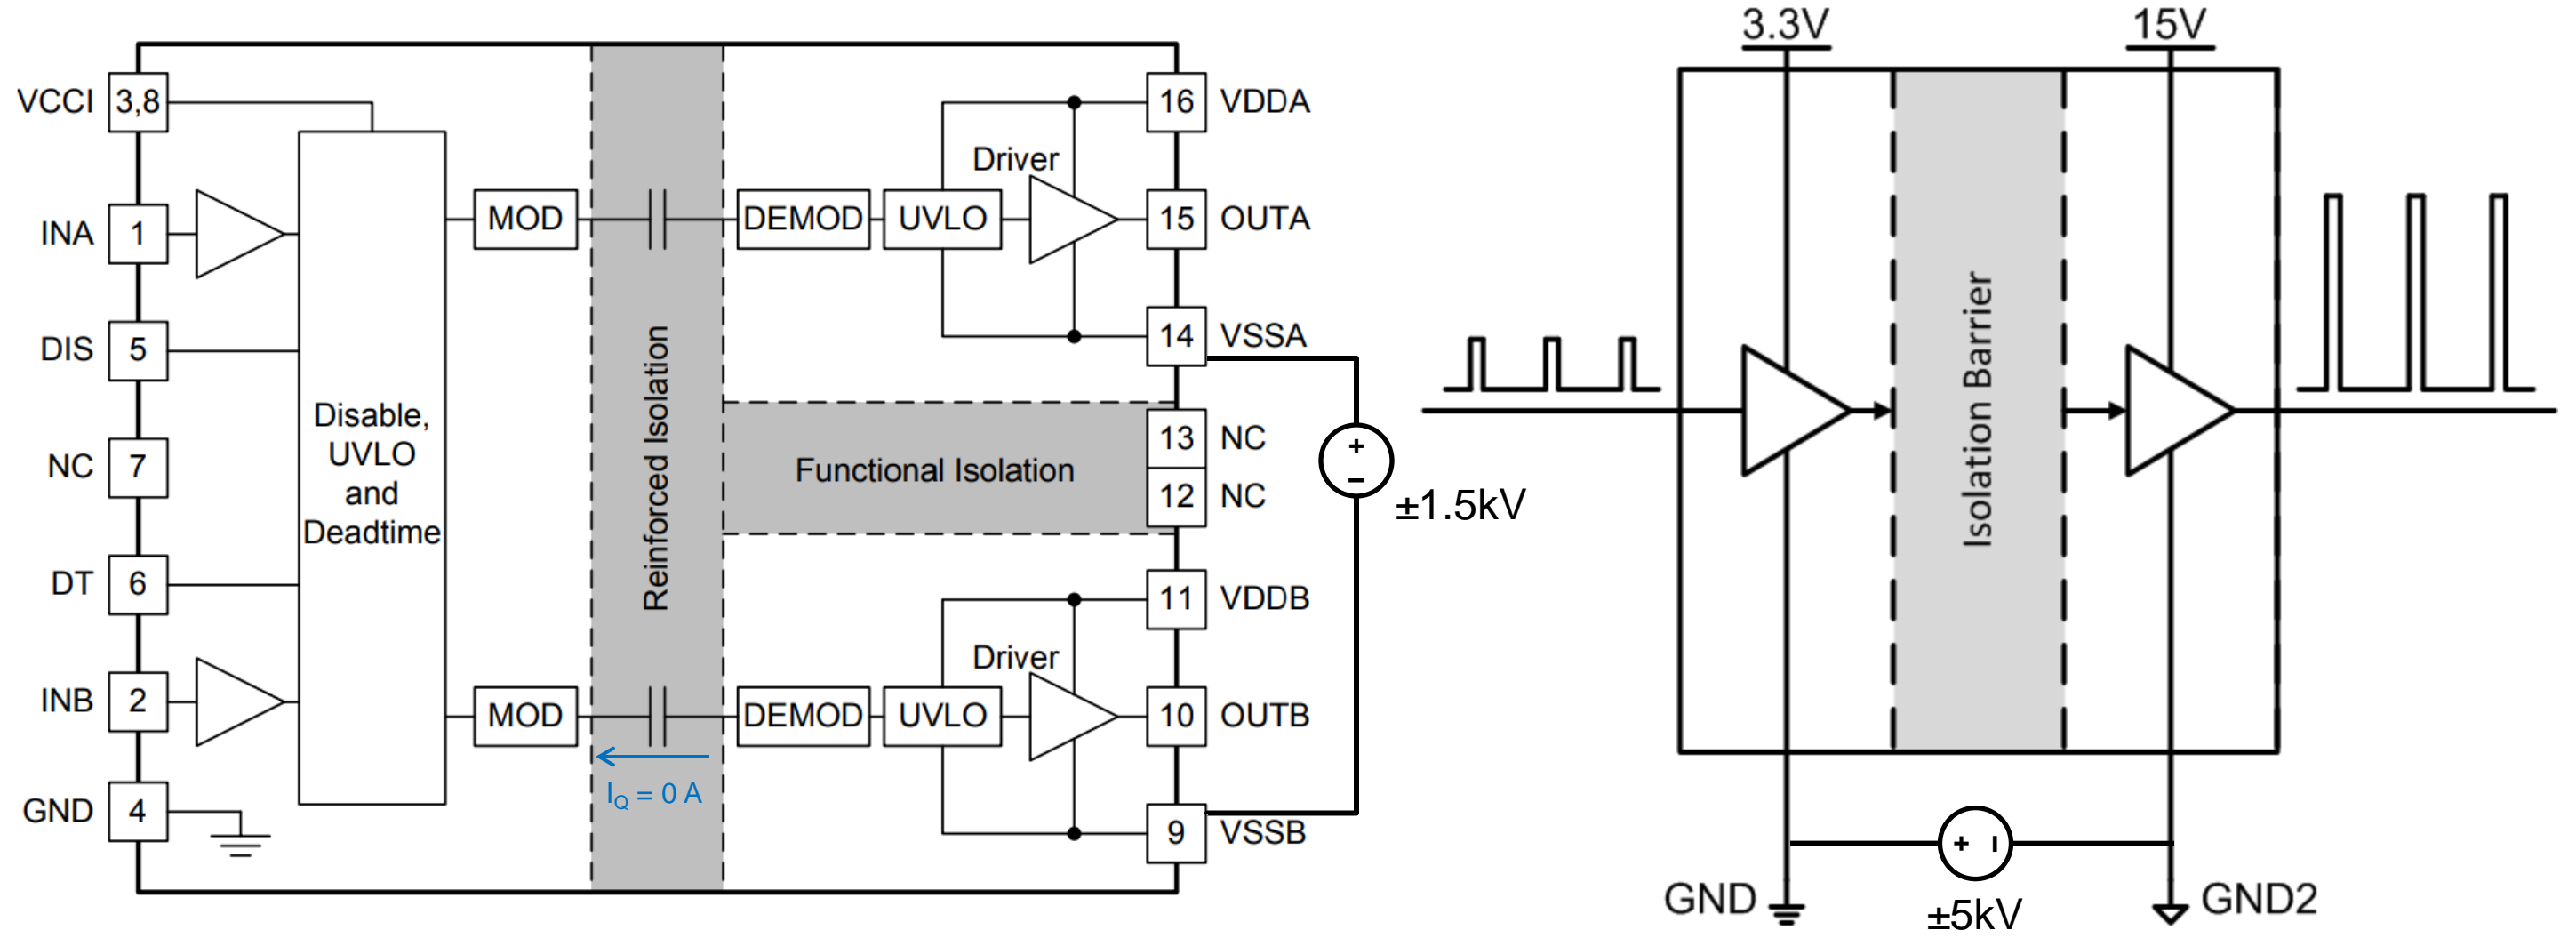 VCCI 3,8
INA 1
DIS 5
NC 7
DT 6
INB 2
GND 4
Disable,
UVLO
and
Deadtime
MOD
MOD
Reinforced Isolation
I_Q = 0 A
DEMOD
UVLO
Driver
Functional Isolation
DEMOD
UVLO
Driver
16 VDDA
15 OUTA
14 VSSA
13 NC
12 NC
11 VDDB
10 OUTB
9 VSSB
+
−
±1.5kV
3.3V
15V
Isolation Barrier
+ −
GND
±5kV
GND2